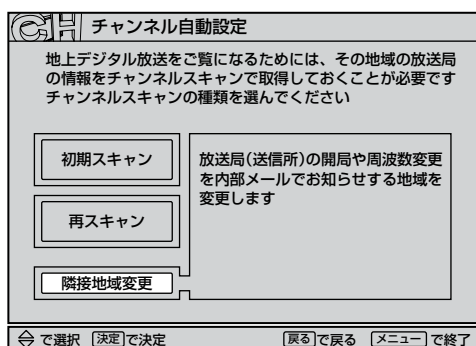 CH チャンネル自動設定
地上デジタル放送をご覧になるためには、その地域の放送局
の情報をチャンネルスキャンで取得しておくことが必要です
チャンネルスキャンの種類を選んでください
初期スキャン
再スキャン
隣接地域変更
放送局(送信所)の開局や周波数変更
を内部メールでお知らせする地域を
変更します
で選択 決定で決定 戻るで戻る メニューで終了